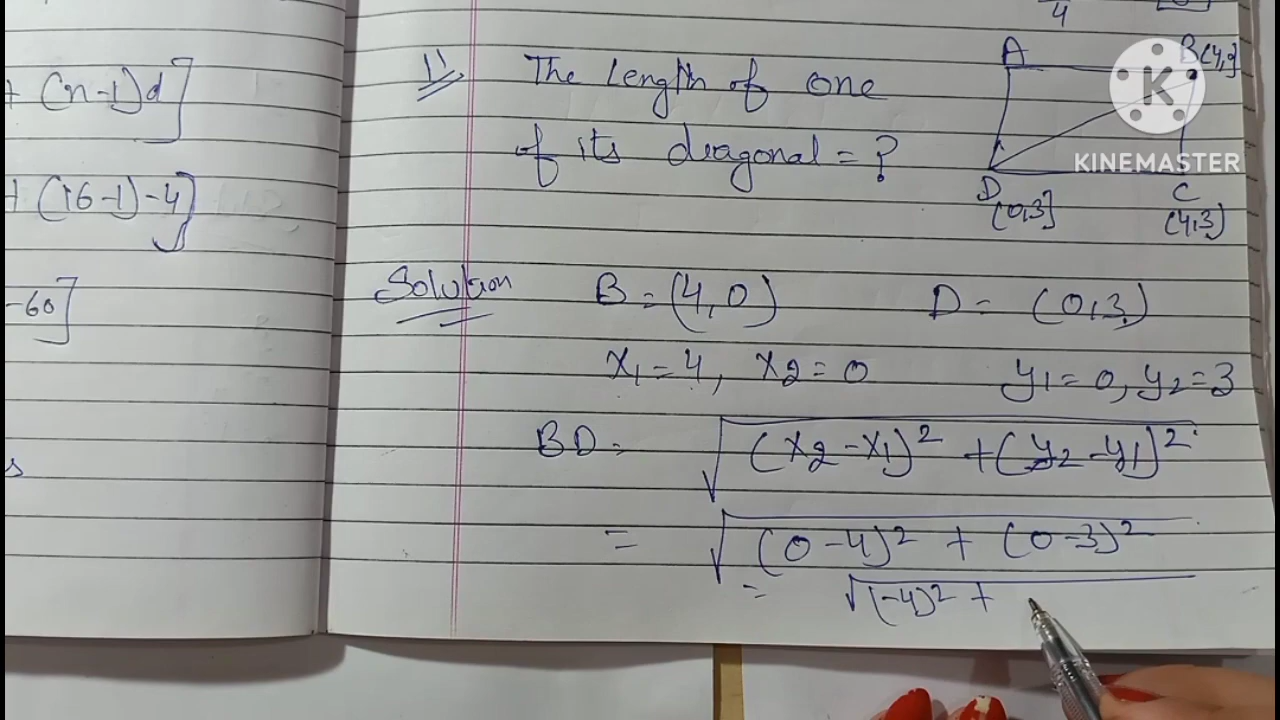 + (n-1)d]
+ (16-1)-4]
-60]
s
4
11. The length of one
of its diagonal = ?
A
B(4,0)
D
(0,3)
C
(4,3)
K
KINEMASTER
Solution B = (4,0) D = (0,3)
x₁ = 4, x₂ = 0 y₁ = 0, y₂ = 3
BD = √(x₂ - x₁)² + (y₂ - y₁)²
= √(0-4)² + (0-3)²
= √(-4)² +